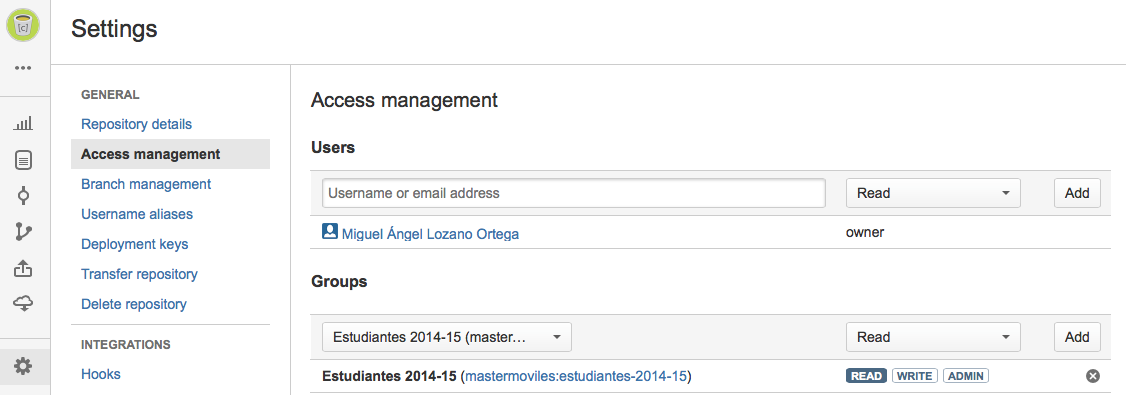 Settings
GENERAL
Repository details
Access management
Branch management
Username aliases
Deployment keys
Transfer repository
Delete repository
INTEGRATIONS
Hooks
Access management
Users
Username or email address Read Add
Miguel Ángel Lozano Ortega owner
Groups
Estudiantes 2014-15 (master... Read Add
Estudiantes 2014-15 (mastermoviles:estudiantes-2014-15) READ WRITE ADMIN